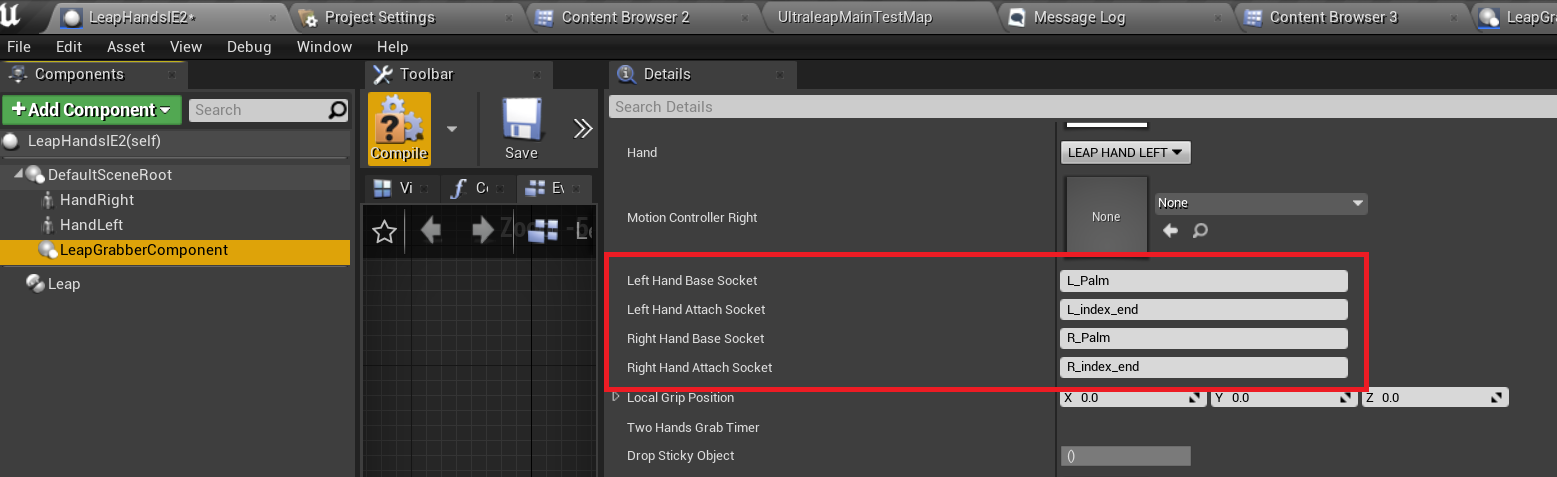 LeapHandsIE2*
Project Settings
Content Browser 2
UltraleapMainTestMap
Message Log
Content Browser 3
LeapGra
File Edit Asset View Debug Window Help
Components
Toolbar
Details
+ Add Component
Search
Search Details
LeapHandsIE2(self)
DefaultSceneRoot
HandRight
HandLeft
LeapGrabberComponent
Leap
Compile
Save
Vi
Ev
Hand
LEAP HAND LEFT
Motion Controller Right
None
None
Left Hand Base Socket
L_Palm
Left Hand Attach Socket
L_index_end
Right Hand Base Socket
R_Palm
Right Hand Attach Socket
R_index_end
Local Grip Position
X 0.0
Y 0.0
Z 0.0
Two Hands Grab Timer
Drop Sticky Object
()